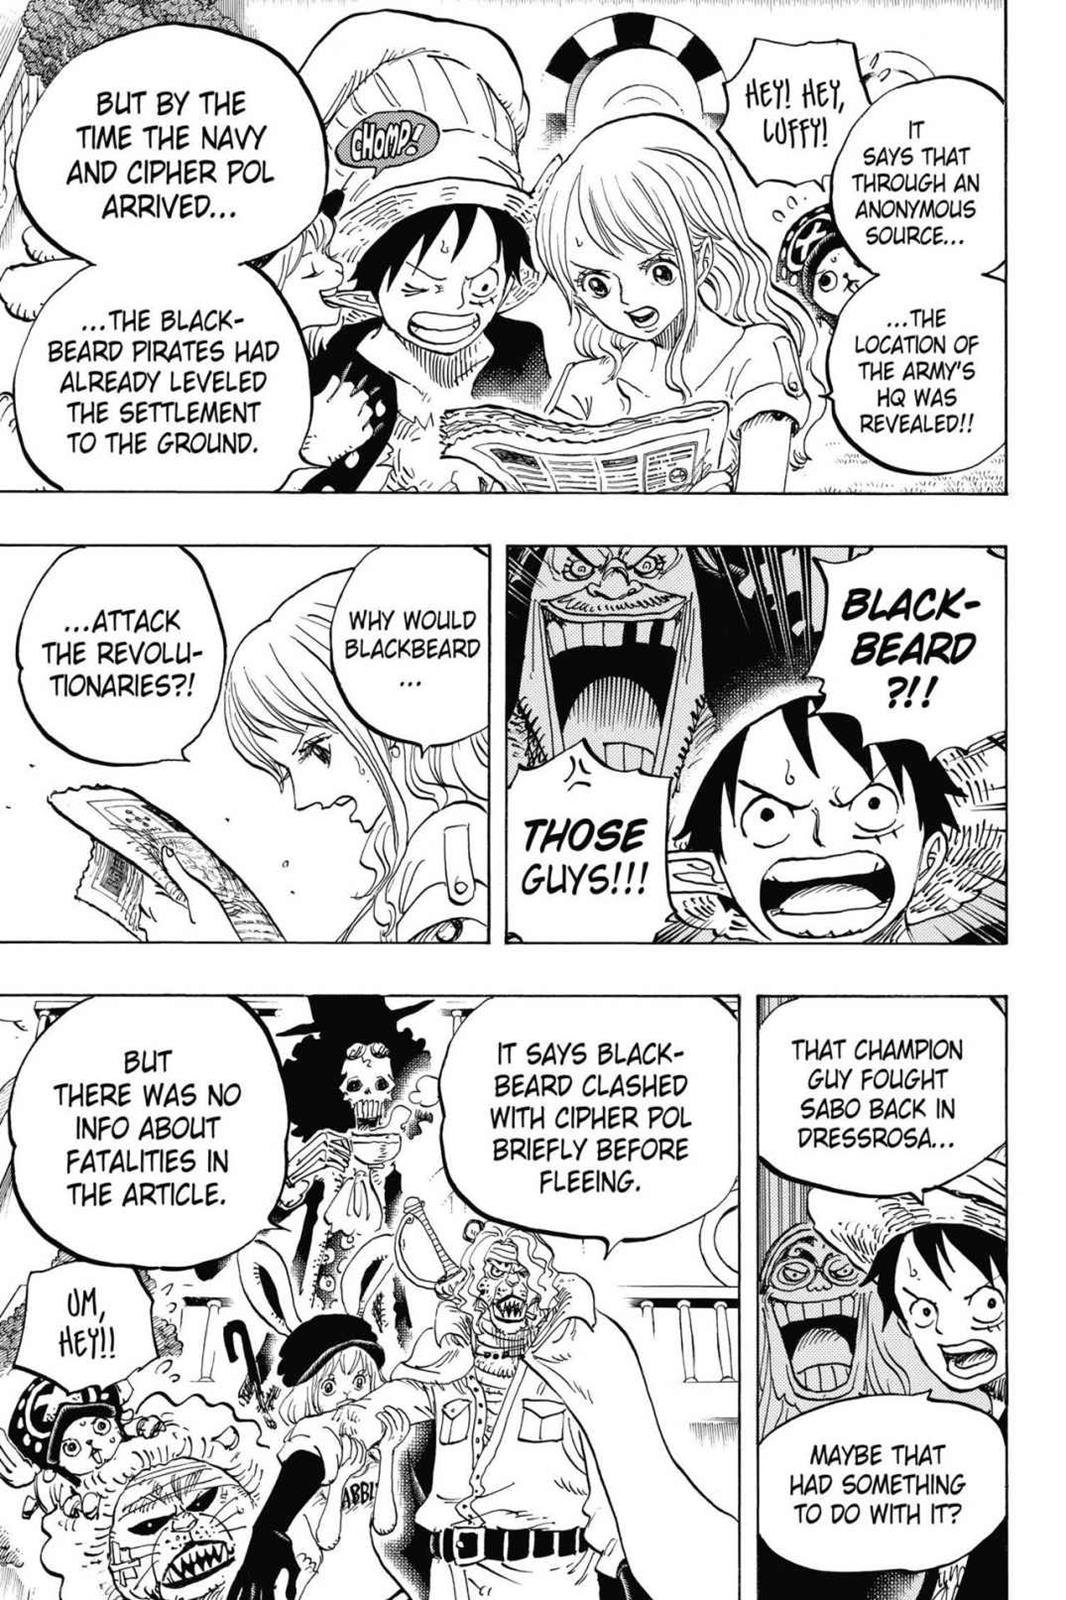 HEY! HEY,
LUFFY!
IT
SAYS THAT
THROUGH AN
ANONYMOUS
SOURCE...
...THE
LOCATION OF
THE ARMY'S
HQ WAS
REVEALED!!
CHOMP!
BUT BY THE
TIME THE NAVY
AND CIPHER POL
ARRIVED...
...THE BLACK-
BEARD PIRATES HAD
ALREADY LEVELED
THE SETTLEMENT
TO THE GROUND.
BLACK-
BEARD
?!!
THOSE
GUYS!!!
WHY WOULD
BLACKBEARD
...
...ATTACK
THE REVOLU-
TIONARIES?!
THAT CHAMPION
GUY FOUGHT
SABO BACK IN
DRESSROSA...
MAYBE THAT
HAD SOMETHING
TO DO WITH IT?
IT SAYS BLACK-
BEARD CLASHED
WITH CIPHER POL
BRIEFLY BEFORE
FLEEING.
BUT
THERE WAS NO
INFO ABOUT
FATALITIES IN
THE ARTICLE.
UM,
HEY!!
ABBI